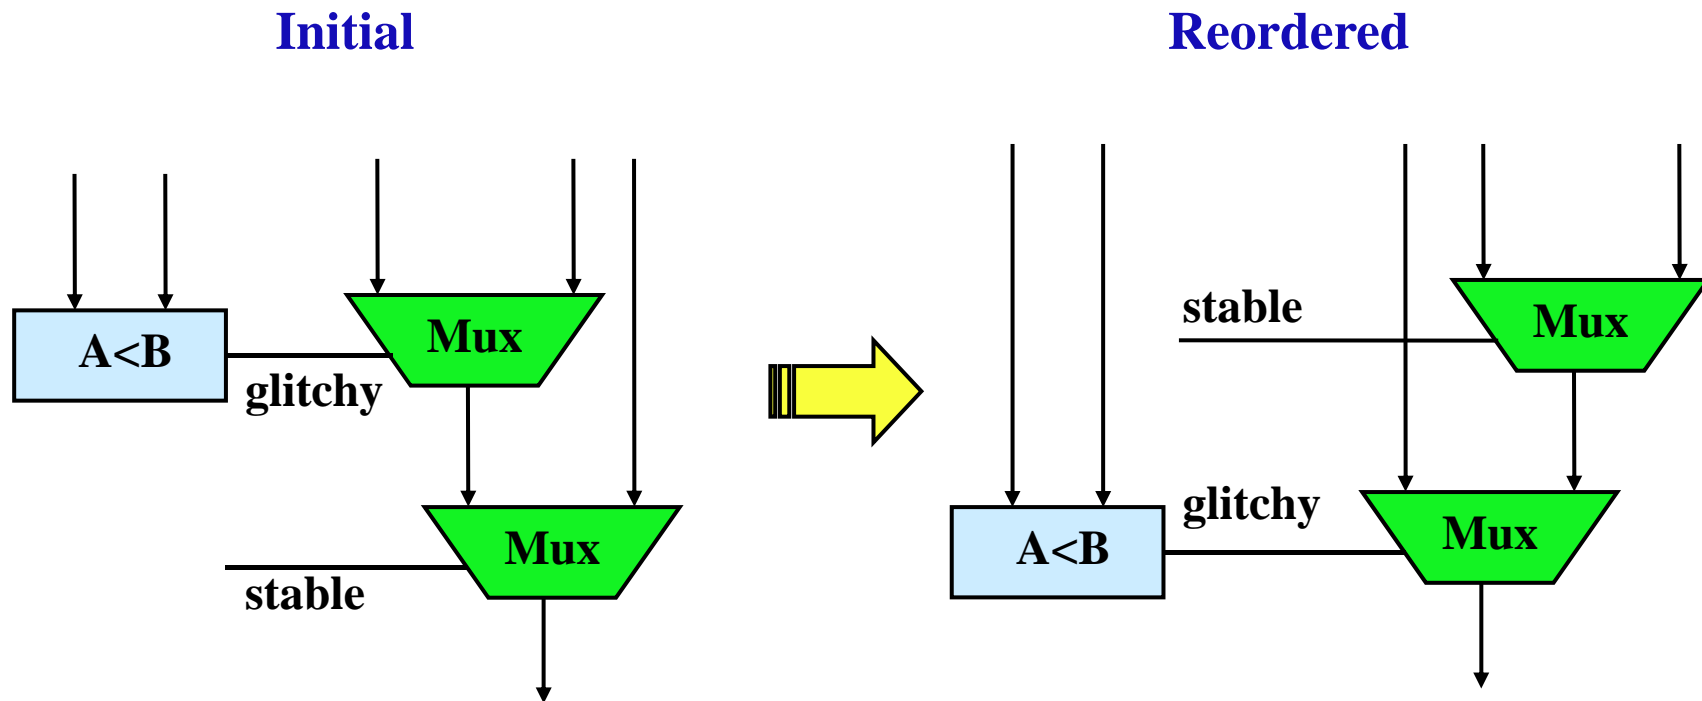 Initial
Mux
A<B
glitchy
Mux
stable
Reordered
stable
Mux
glitchy
A<B
Mux